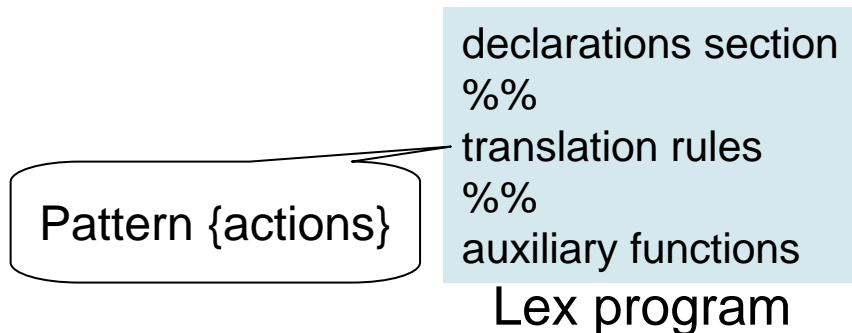 declarations section
%%
translation rules
%%
auxiliary functions
Pattern {actions}
Lex program